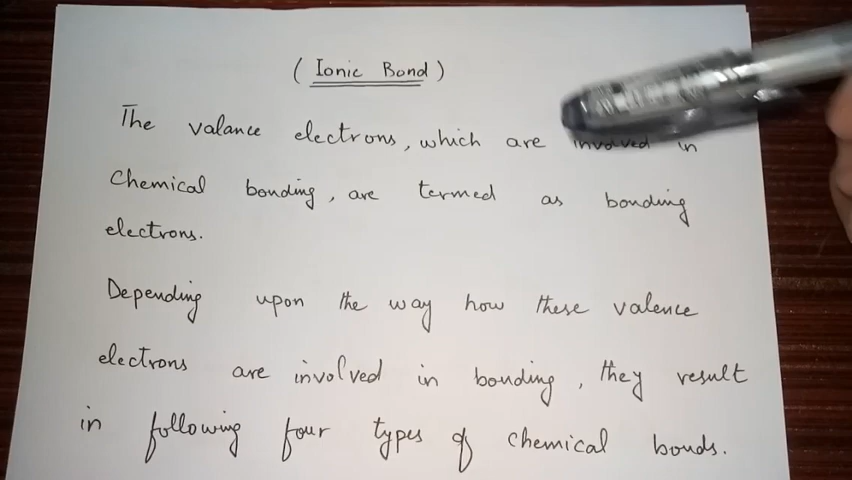 ( Ionic Bond )
The valance electrons, which are involved in
Chemical bonding, are termed as bonding
electrons.
Depending upon the way how these valence
electrons are involved in bonding, they result
in following four types of chemical bonds.